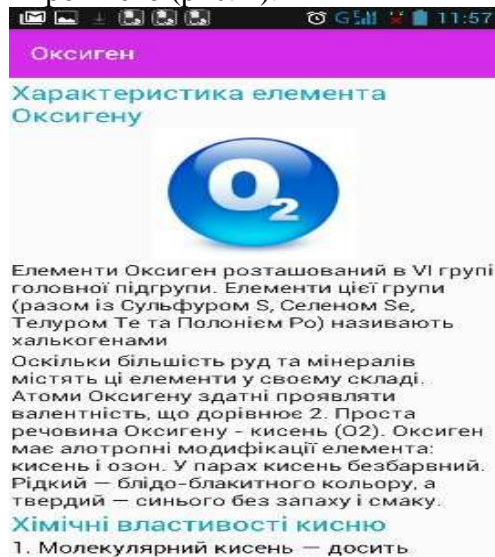 11:57
Оксиген
Характеристика елемента
Оксигену
O2
Елементи Оксиген розташований в VI групі
головної підгрупи. Елементи цієї групи
(разом із Сульфуром S, Селеном Se,
Телуром Te та Полонієм Po) називають
халькогенами
Оскільки більшість руд та мінералів
містять ці елементи у своєму складі.
Атоми Оксигену здатні проявляти
валентність, що дорівнює 2. Проста
речовина Оксигену - кисень (O2). Оксиген
має алотропні модифікації елемента:
кисень і озон. У парах кисень безбарвний.
Рідкий — блідо-блакитного кольору, а
твердий — синього без запаху і смаку.
Хімічні властивості кисню
1. Молекулярний кисень — досить